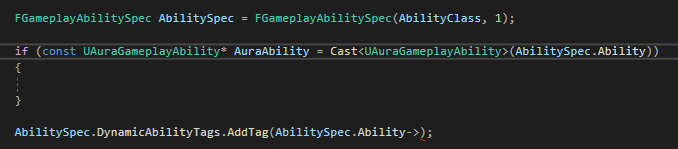 FGameplayAbilitySpec AbilitySpec = FGameplayAbilitySpec(AbilityClass, 1);
if (const UAuraGameplayAbility* AuraAbility = Cast<UAuraGameplayAbility>(AbilitySpec.Ability))
{
}
AbilitySpec.DynamicAbilityTags.AddTag(AbilitySpec.Ability->);